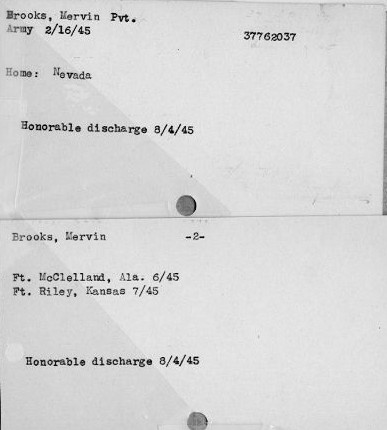 Brooks, Mervin Pvt.
Army 2/16/45
37762037
Home: Nevada
Honorable discharge 8/4/45
Brooks, Mervin -2-
Ft. McClelland, Ala. 6/45
Ft. Riley, Kansas 7/45
Honorable discharge 8/4/45